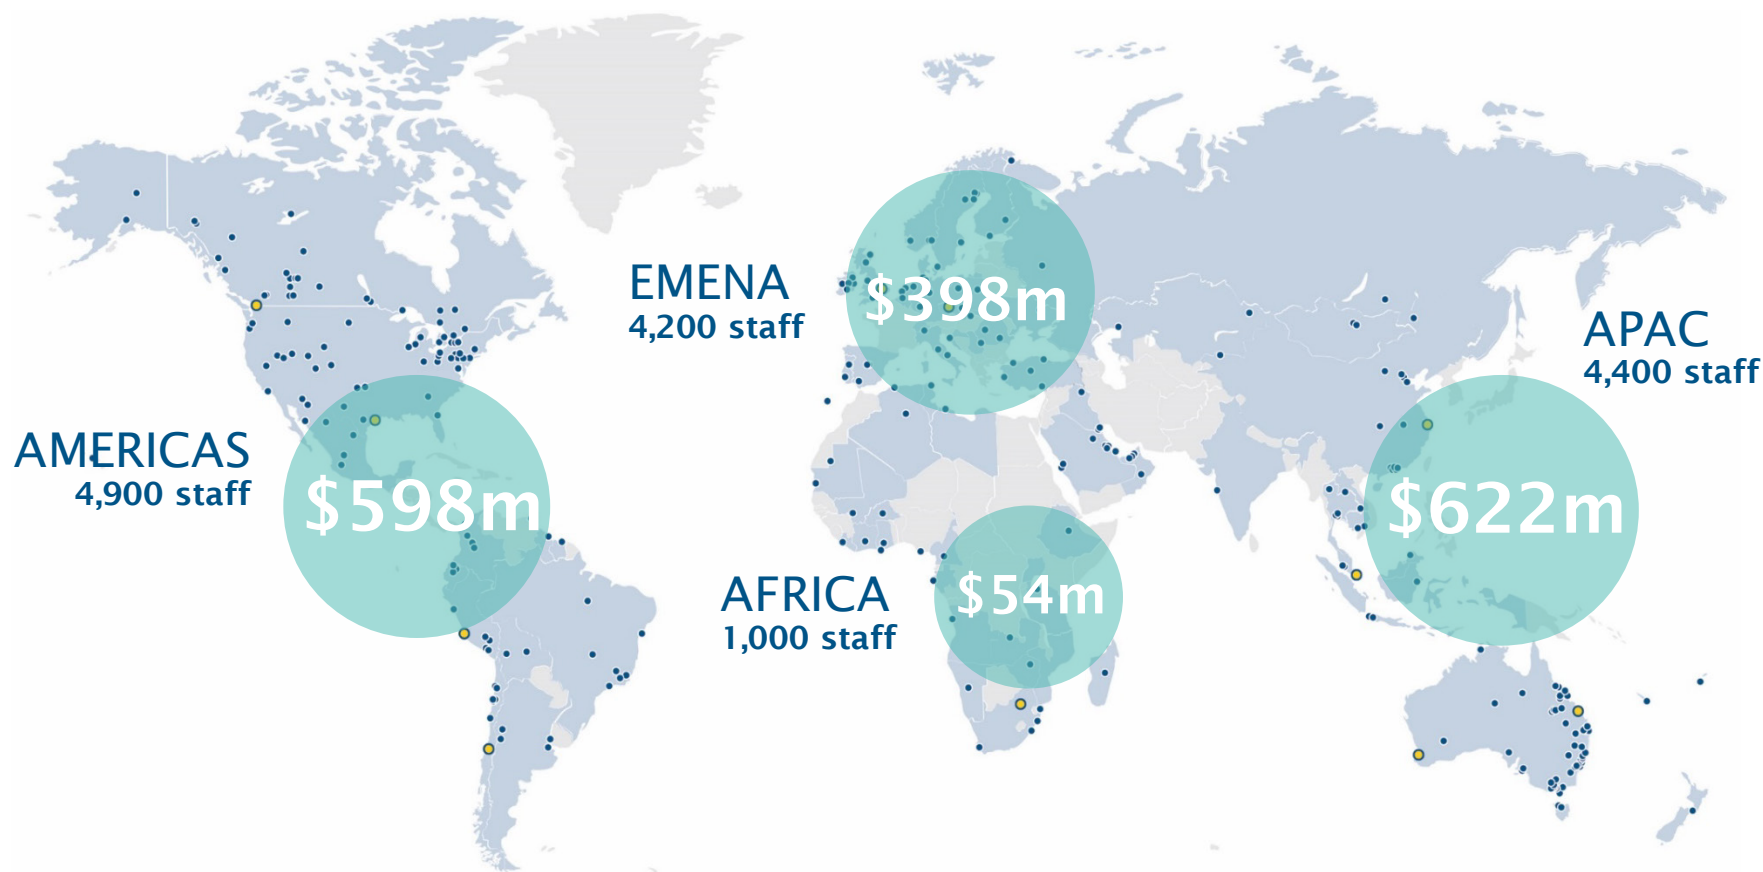 EMENA
4,200 staff
$398m
APAC
4,400 staff
AMERICAS
4,900 staff
$598m
$622m
AFRICA
1,000 staff
$54m